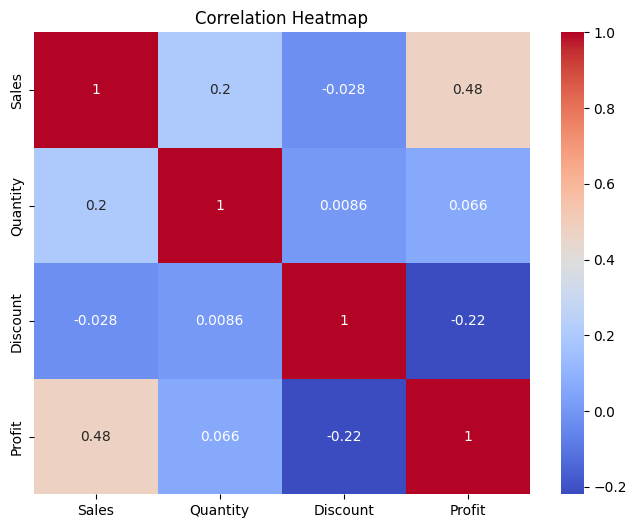 Correlation Heatmap
Sales
1
0.2
-0.028
0.48
Quantity
0.2
1
0.0086
0.066
Discount
-0.028
0.0086
1
-0.22
Profit
0.48
0.066
-0.22
1
Sales
Quantity
Discount
Profit
1.0
0.8
0.6
0.4
0.2
0.0
−0.2